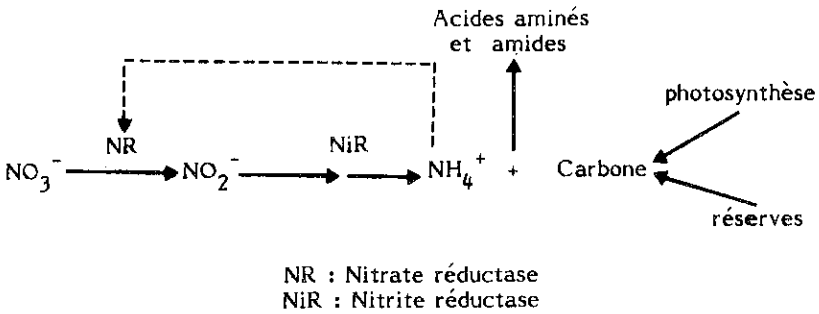 Acides aminés
et amides
photosynthèse
NR
NiR
NO₃⁻ NO₂⁻ NH₄⁺ + Carbone
réserves
NR : Nitrate réductase
NiR : Nitrite réductase